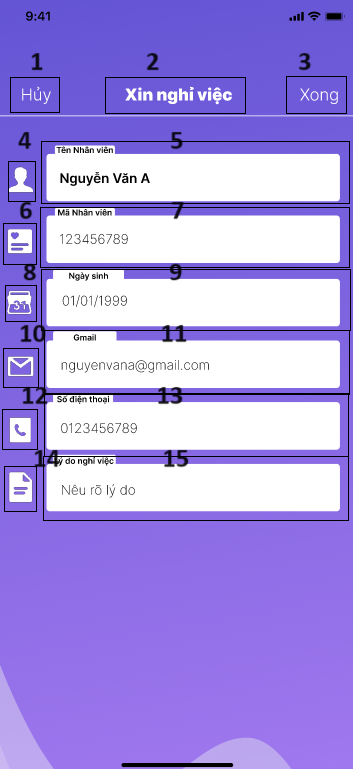 9:41
1 2 3
Hủy Xin nghỉ việc Xong
4 5
Tên Nhân viên
Nguyễn Văn A
6 7
Mã Nhân viên
123456789
8 9
Ngày sinh
31 01/01/1999
10 11
Gmail
nguyenvana@gmail.com
12 13
Số điện thoại
0123456789
14 15
Lý do nghỉ việc
Nêu rõ lý do